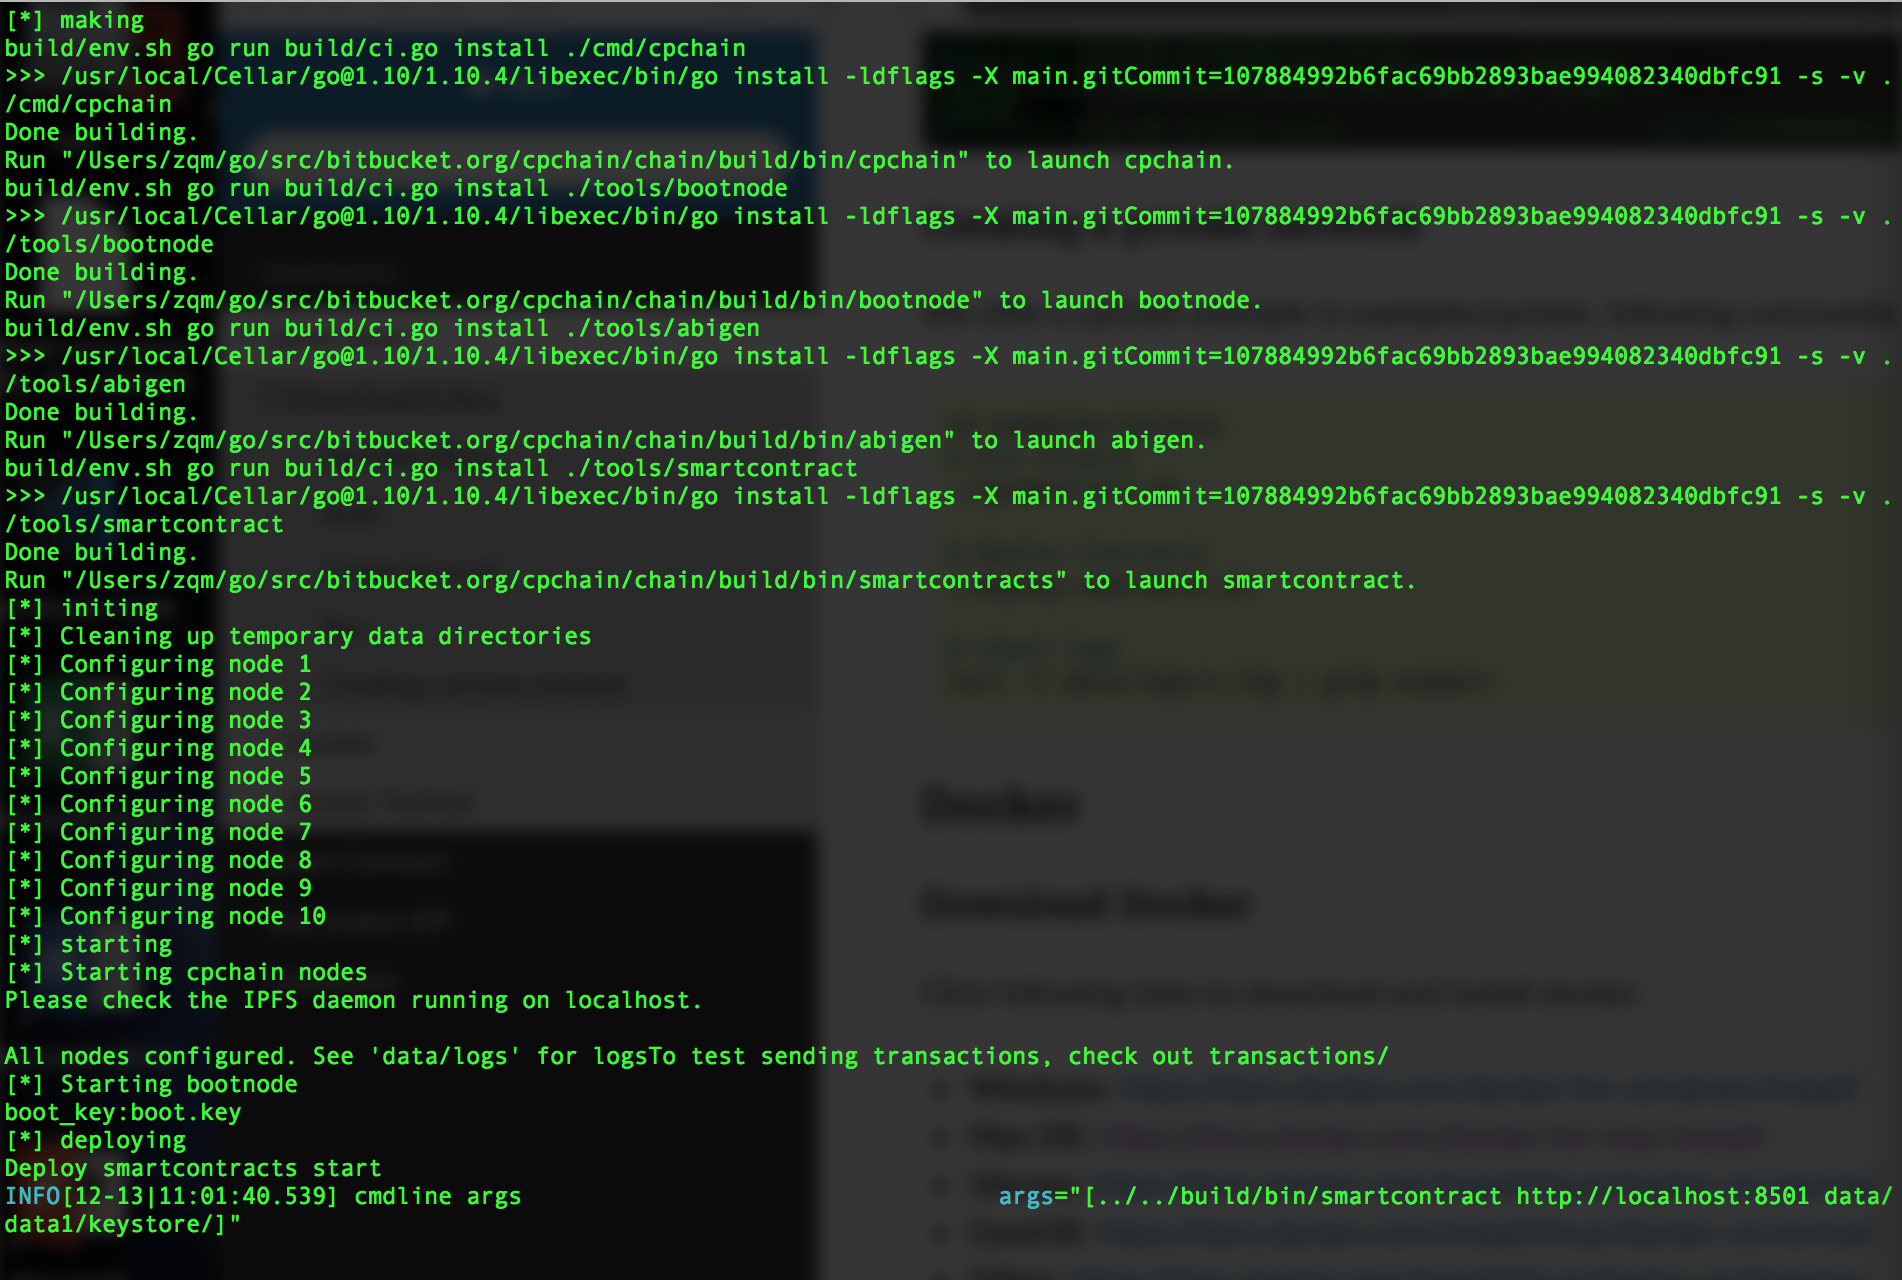 [*] making
build/env.sh go run build/ci.go install ./cmd/cpchain
>>> /usr/local/Cellar/go@1.10/1.10.4/libexec/bin/go install -ldflags -X main.gitCommit=107884992b6fac69bb2893bae994082340dbfc91 -s -v .
/cmd/cpchain
Done building.
Run "/Users/zqm/go/src/bitbucket.org/cpchain/chain/build/bin/cpchain" to launch cpchain.
build/env.sh go run build/ci.go install ./tools/bootnode
>>> /usr/local/Cellar/go@1.10/1.10.4/libexec/bin/go install -ldflags -X main.gitCommit=107884992b6fac69bb2893bae994082340dbfc91 -s -v .
/tools/bootnode
Done building.
Run "/Users/zqm/go/src/bitbucket.org/cpchain/chain/build/bin/bootnode" to launch bootnode.
build/env.sh go run build/ci.go install ./tools/abigen
>>> /usr/local/Cellar/go@1.10/1.10.4/libexec/bin/go install -ldflags -X main.gitCommit=107884992b6fac69bb2893bae994082340dbfc91 -s -v .
/tools/abigen
Done building.
Run "/Users/zqm/go/src/bitbucket.org/cpchain/chain/build/bin/abigen" to launch abigen.
build/env.sh go run build/ci.go install ./tools/smartcontract
>>> /usr/local/Cellar/go@1.10/1.10.4/libexec/bin/go install -ldflags -X main.gitCommit=107884992b6fac69bb2893bae994082340dbfc91 -s -v .
/tools/smartcontract
Done building.
Run "/Users/zqm/go/src/bitbucket.org/cpchain/chain/build/bin/smartcontracts" to launch smartcontract.
[*] initing
[*] Cleaning up temporary data directories
[*] Configuring node 1
[*] Configuring node 2
[*] Configuring node 3
[*] Configuring node 4
[*] Configuring node 5
[*] Configuring node 6
[*] Configuring node 7
[*] Configuring node 8
[*] Configuring node 9
[*] Configuring node 10
[*] starting
[*] Starting cpchain nodes
Please check the IPFS daemon running on localhost.
All nodes configured. See 'data/logs' for logsTo test sending transactions, check out transactions/
[*] Starting bootnode
boot_key:boot.key
[*] deploying
Deploy smartcontracts start
INFO[12-13|11:01:40.539] cmdline args args="[../../build/bin/smartcontract http://localhost:8501 data/
data1/keystore/]"
Docker
Download Docker